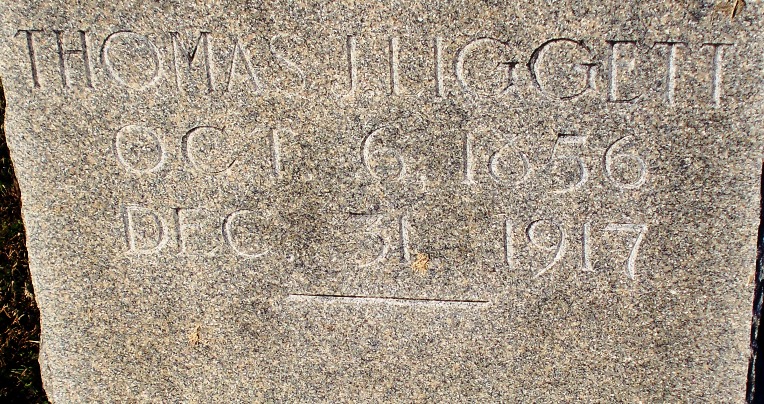 THOMAS J. LIGGETT
OCT. 6, 1856
DEC. 31 1917